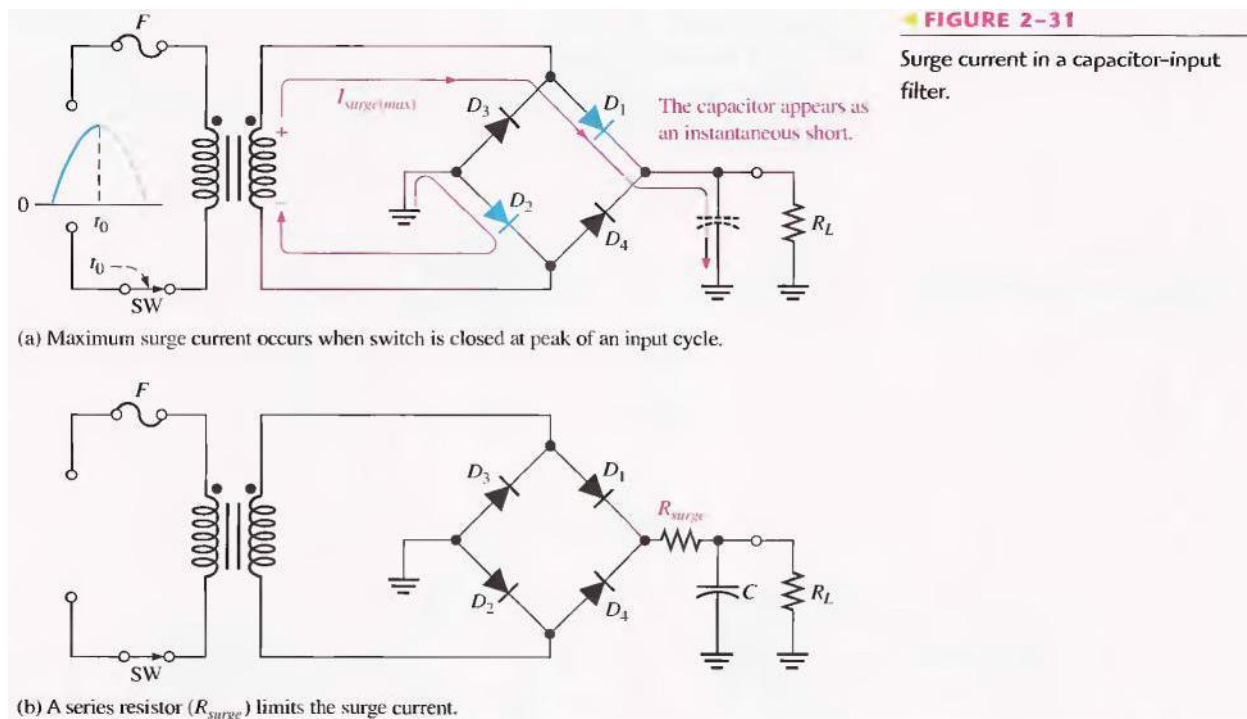 FIGURE 2–31
Surge current in a capacitor-input
filter.
F
I surge(max)
D3
D1
The capacitor appears as
an instantaneous short.
+
–
0
t0
D2
D4
RL
t0
SW
(a) Maximum surge current occurs when switch is closed at peak of an input cycle.
F
D3
D1
Rsurge
D2
D4
C
RL
SW
(b) A series resistor (Rsurge) limits the surge current.